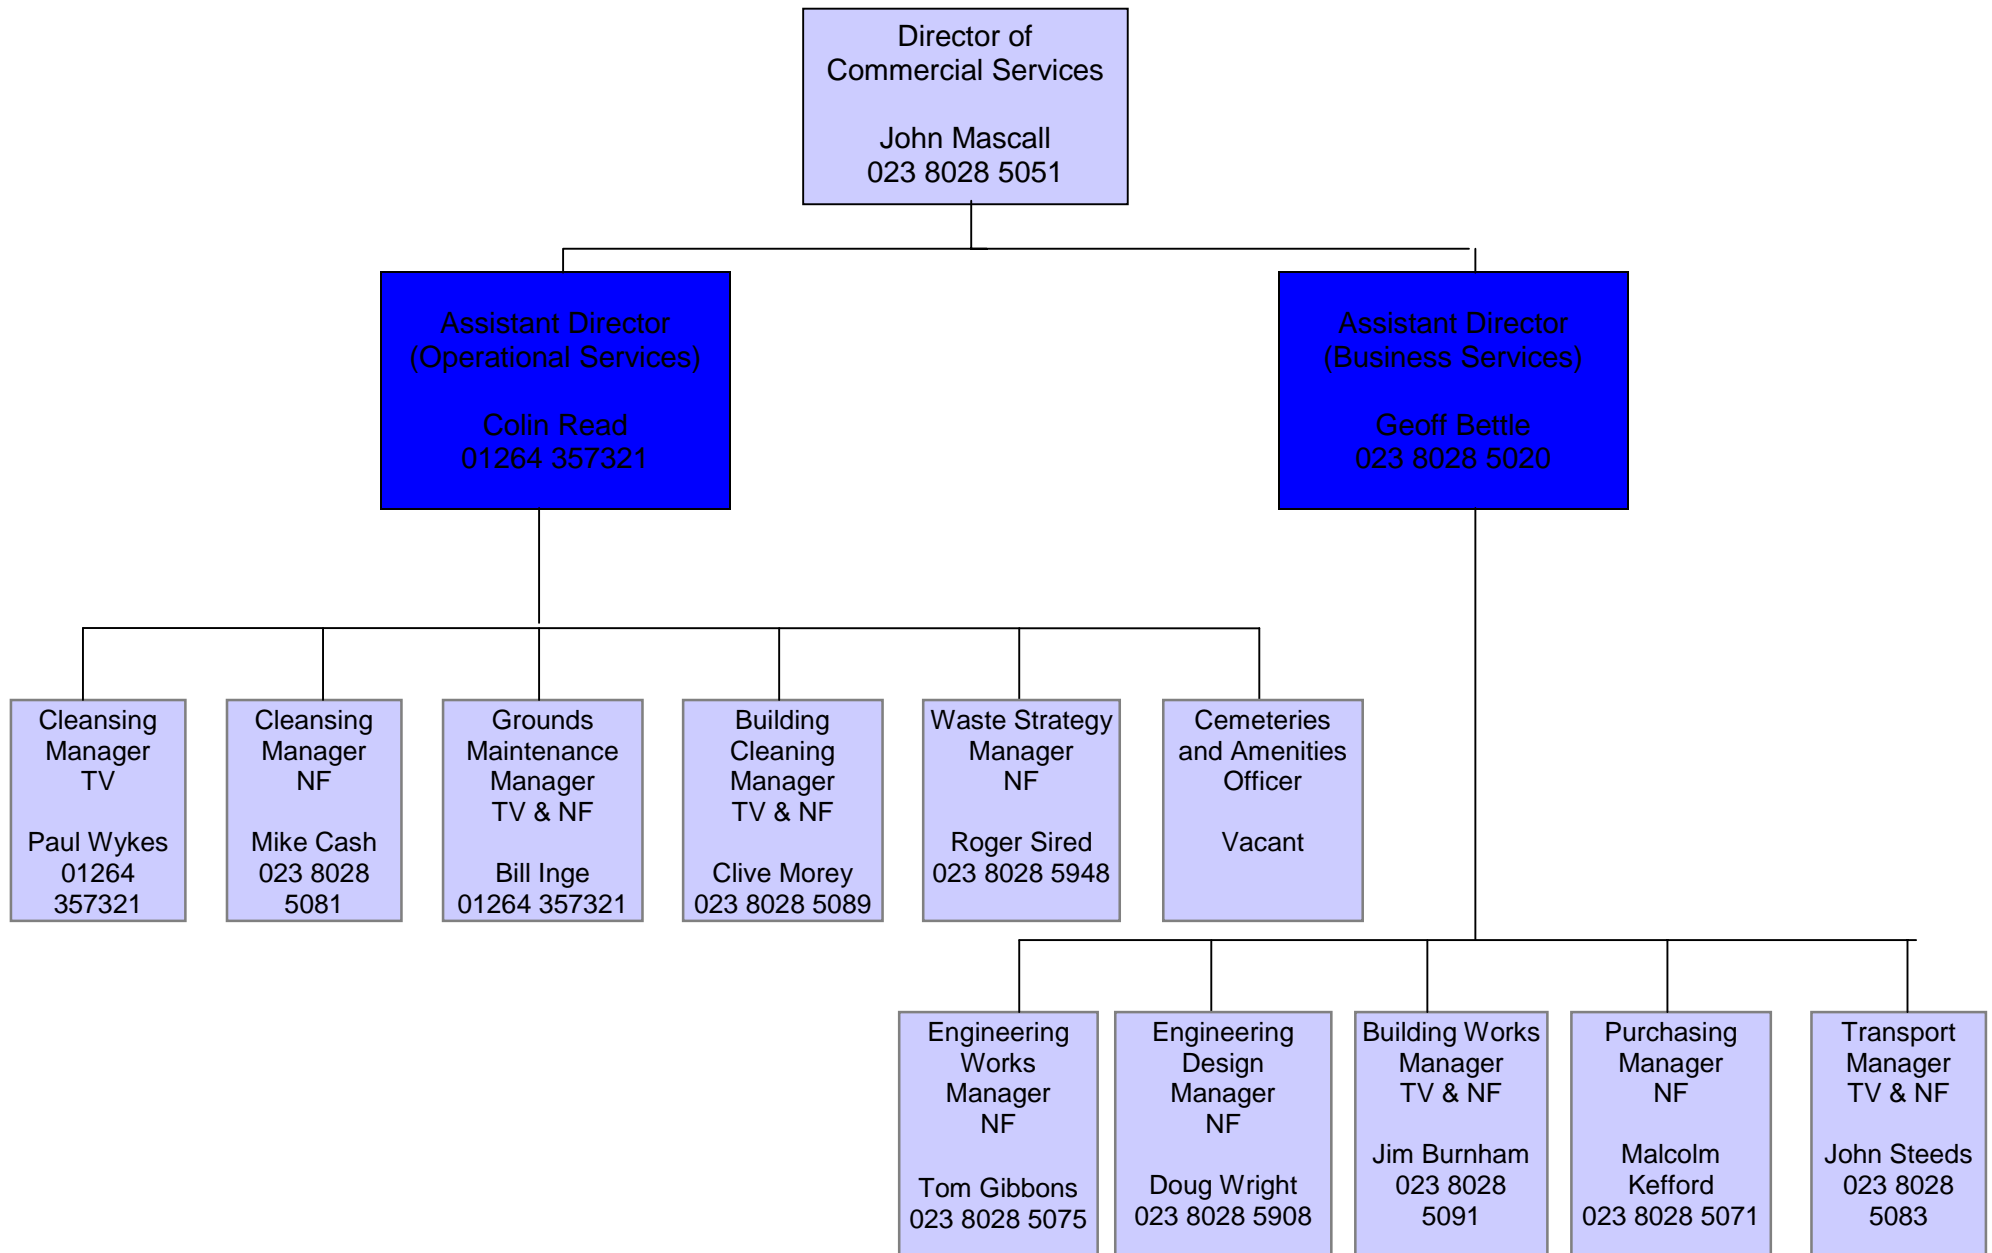 Director of
Commercial Services
John Mascall
023 8028 5051
Assistant Director
(Operational Services)
Colin Read
01264 357321
Assistant Director
(Business Services)
Geoff Bettle
023 8028 5020
Cleansing
Manager
TV
Paul Wykes
01264
357321
Cleansing
Manager
NF
Mike Cash
023 8028
5081
Grounds
Maintenance
Manager
TV & NF
Bill Inge
01264 357321
Building
Cleaning
Manager
TV & NF
Clive Morey
023 8028 5089
Waste Strategy
Manager
NF
Roger Sired
023 8028 5948
Cemeteries
and Amenities
Officer
Vacant
Engineering
Works
Manager
NF
Tom Gibbons
023 8028 5075
Engineering
Design
Manager
NF
Doug Wright
023 8028 5908
Building Works
Manager
TV & NF
Jim Burnham
023 8028
5091
Purchasing
Manager
NF
Malcolm
Kefford
023 8028 5071
Transport
Manager
TV & NF
John Steeds
023 8028
5083